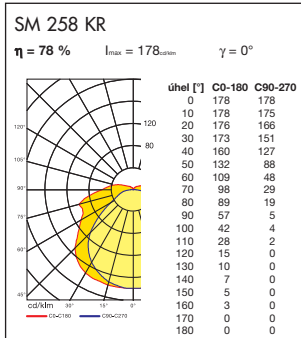 SM 258 KR
η = 78 % Imax = 178cd/klm γ = 0°
úhel [°] C0-180 C90-270
0 178 178
10 178 175
20 176 166
30 173 151
40 160 127
50 132 88
60 109 48
70 98 29
80 89 19
90 57 5
100 42 4
110 28 2
120 15 0
130 10 0
140 7 0
150 5 0
160 3 0
170 0 0
180 0 0
120
80
105°
90°
75°
60°
45°
cd/klm 30° 15° 0°
C0-C180 C90-C270